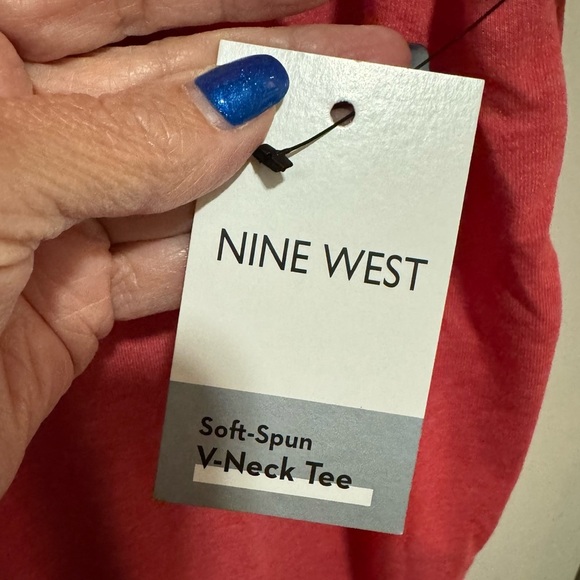 NINE WEST
Soft-Spun
V-Neck Tee